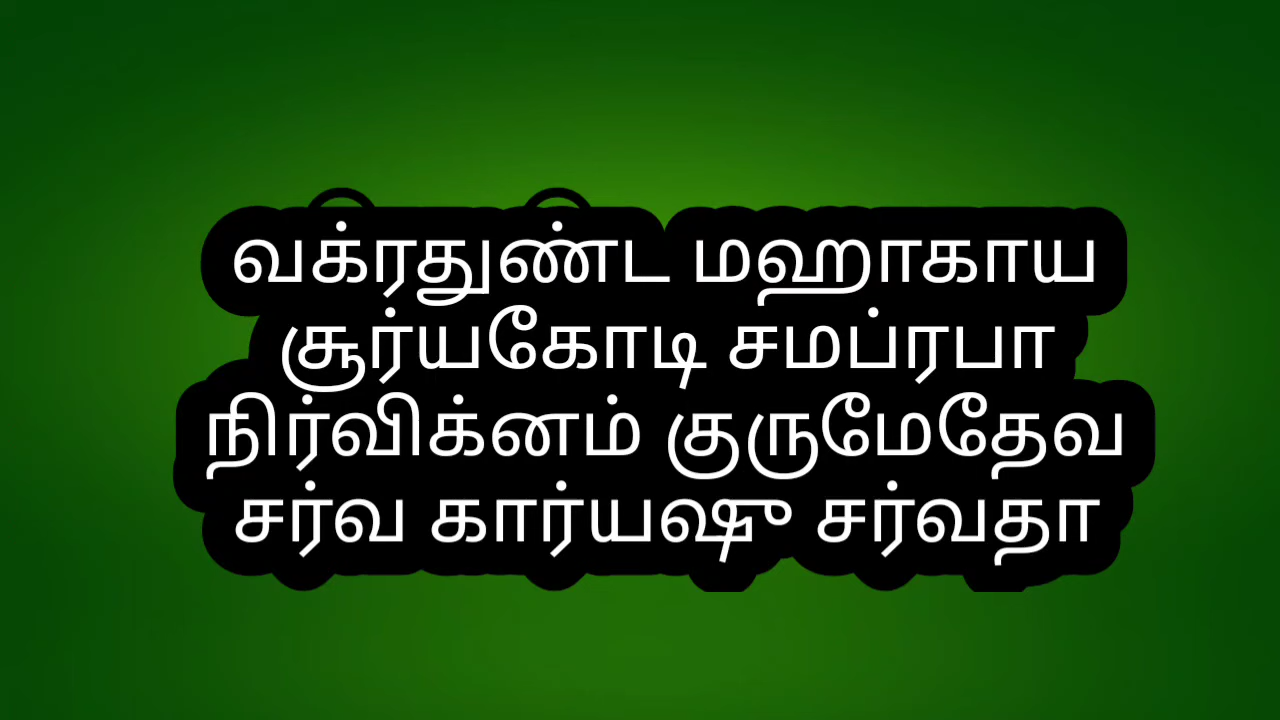 வக்ரதுண்ட மஹாகாய
சூர்யகோடி சமப்ரபா
நிர்விக்னம் குருமேதேவ
சர்வ கார்யஷு சர்வதா